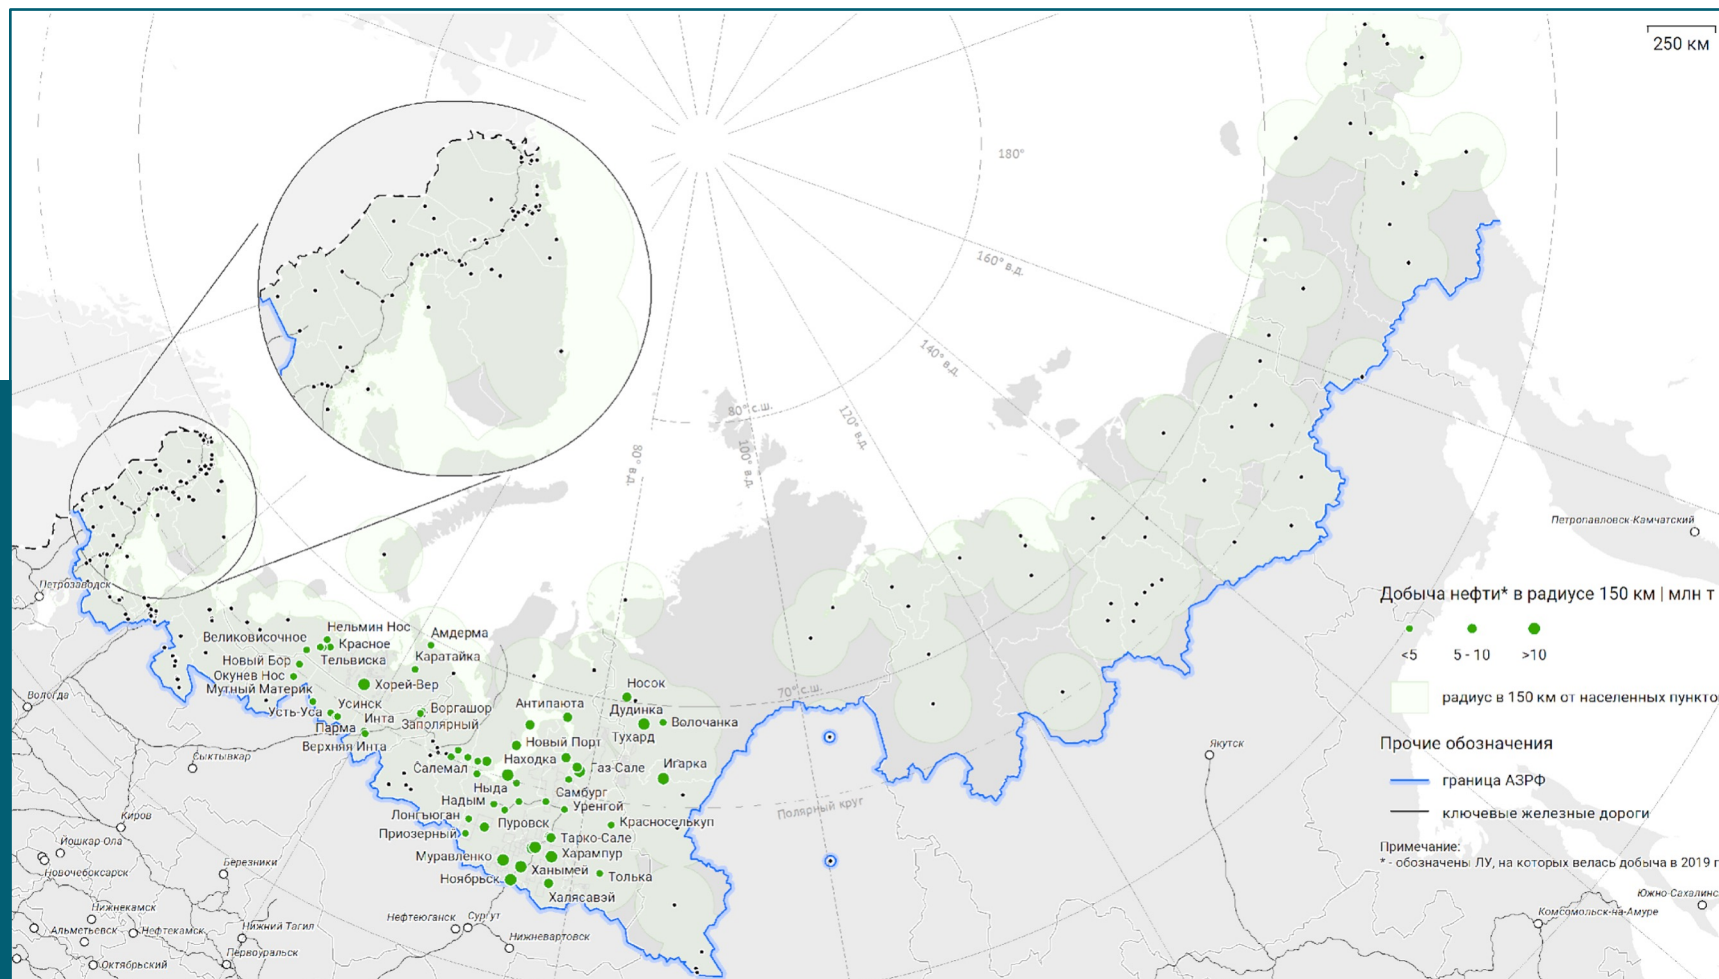 250 км
180°
160° в.д.
140° в.д.
120° в.д.
100° в.д.
80° в.д.
80° с.ш.
70° с.ш.
Полярный круг
Петрозаводск
Вологда
Сыктывкар
Киров
Йошкар-Ола
Новочебоксарск
Нижнекамск
Альметьевск
Нефтекамск
Октябрьский
Березники
Нижний Тагил
Первоуральск
Нефтеюганск
Сургут
Нижневартовск
Якутск
Петропавловск-Камчатский
Комсомольск-на-Амуре
Южно-Сахалинс
Нельмин Нос
Великовисочное
Красное
Тельвиска
Амдерма
Каратайка
Новый Бор
Окунев Нос
Мутный Материк
Хорей-Вер
Усть-Уса
Усинск
Парма
Инта
Верхняя Инта
Воргашор
Заполярный
Антипаюта
Носок
Дудинка
Волочанка
Тухард
Новый Порт
Находка
Газ-Сале
Салемал
Игарка
Ныда
Самбург
Надым
Уренгой
Лонгъюган
Пуровск
Красноселькуп
Приозерный
Тарко-Сале
Муравленко
Харампур
Ханымей
Толька
Ноябрьск
Халясавэй
Добыча нефти* в радиусе 150 км | млн т
<5 5 - 10 >10
радиус в 150 км от населенных пункто
Прочие обозначения
граница АЗРФ
ключевые железные дороги
Примечание:
* - обозначены ЛУ, на которых велась добыча в 2019 г